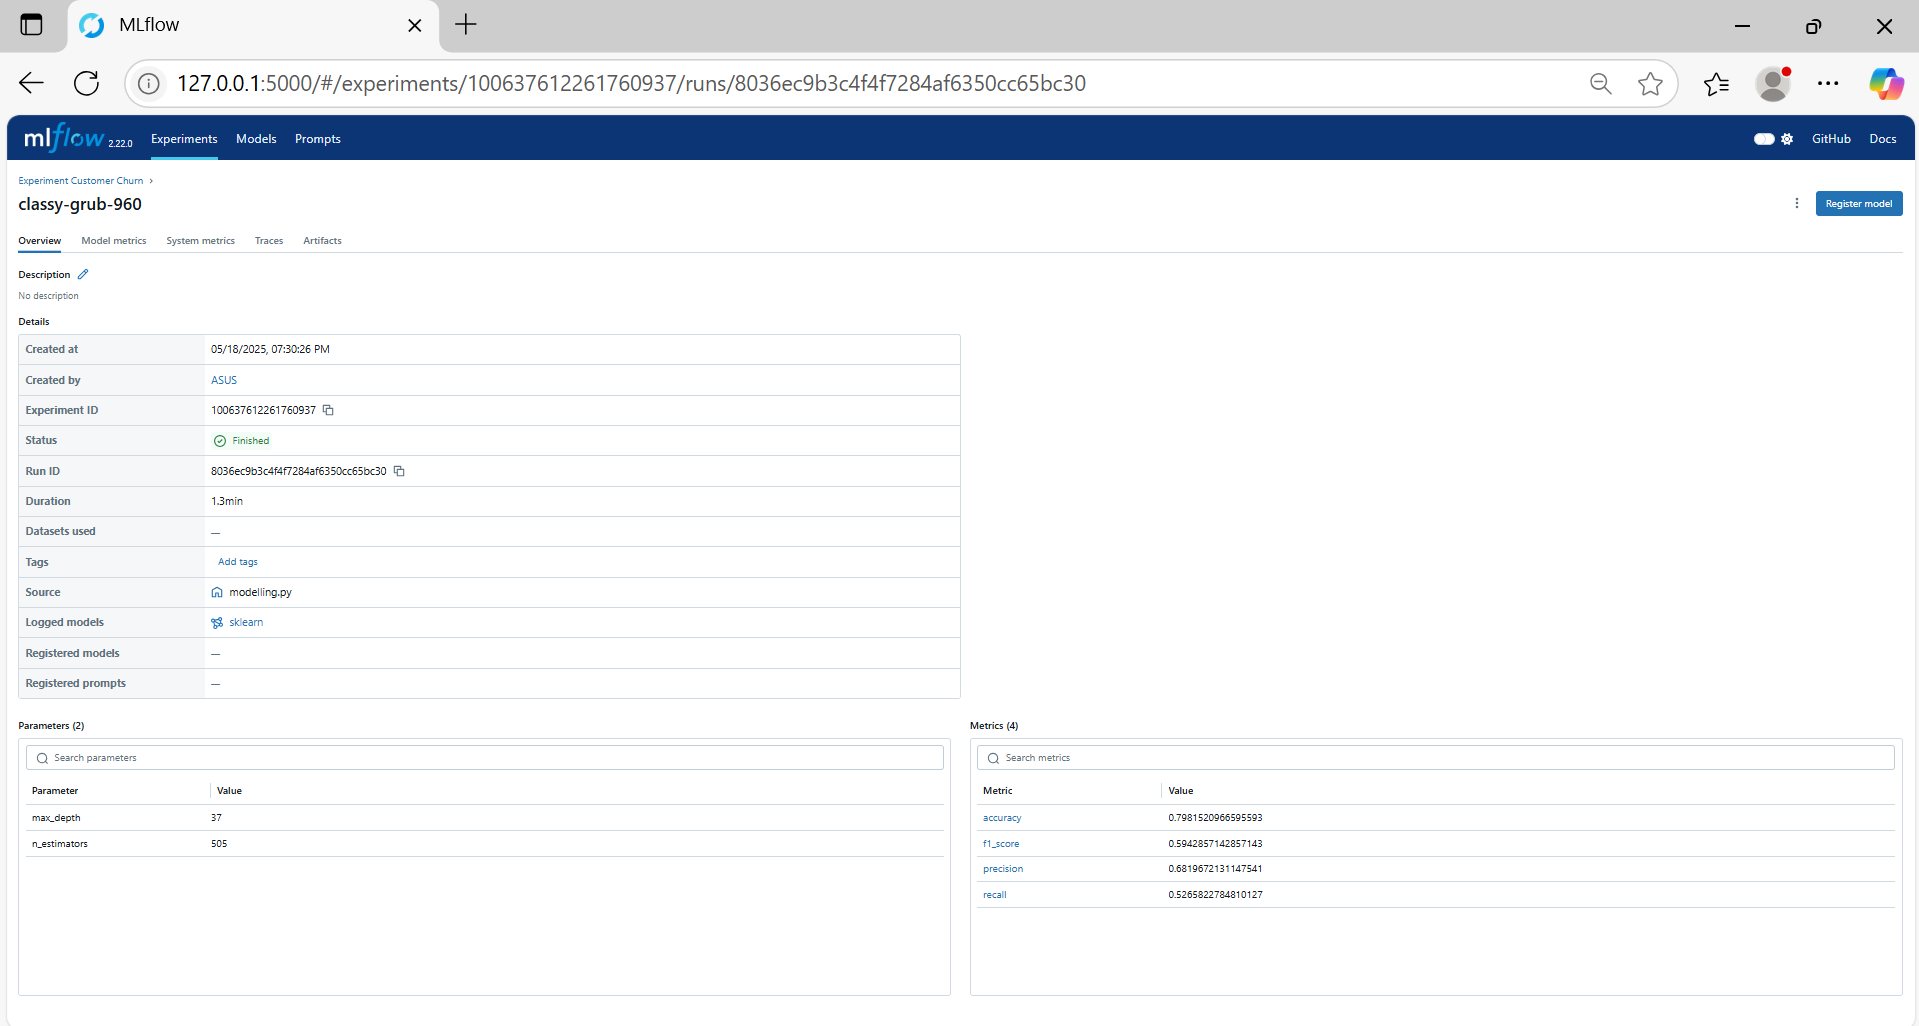 MLflow
127.0.0.1:5000/#/experiments/100637612261760937/runs/8036ec9b3c4f4f7284af6350cc65bc30
mlflow 2.22.0 Experiments Models Prompts GitHub Docs
Experiment Customer Churn
classy-grub-960
Register model
Overview Model metrics System metrics Traces Artifacts
Description
No description
Details
Created at 05/18/2025, 07:30:26 PM
Created by ASUS
Experiment ID 100637612261760937
Status Finished
Run ID 8036ec9b3c4f4f7284af6350cc65bc30
Duration 1.3min
Datasets used —
Tags Add tags
Source modelling.py
Logged models sklearn
Registered models —
Registered prompts —
Parameters (2)
Search parameters
Parameter Value
max_depth 37
n_estimators 505
Metrics (4)
Search metrics
Metric Value
accuracy 0.7981520966595593
f1_score 0.5942857142857143
precision 0.6819672131147541
recall 0.5265822784810127